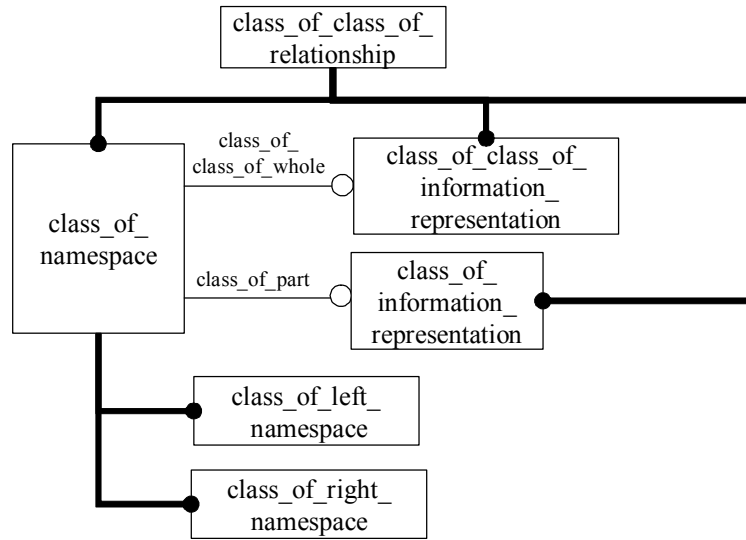 class_of_class_of_
relationship
class_of_
class_of_whole
class_of_class_of_
information_
representation
class_of_
namespace
class_of_part
class_of_
information_
representation
class_of_left_
namespace
class_of_right_
namespace